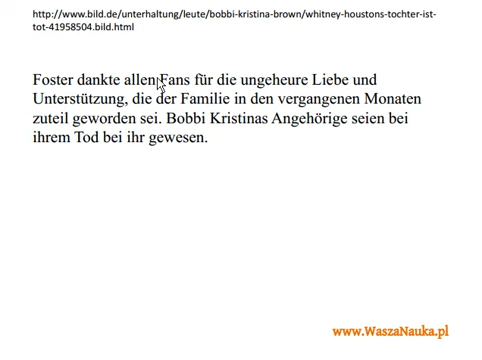 http://www.bild.de/unterhaltung/leute/bobbi-kristina-brown/whitney-houstons-tochter-ist-
tot-41958504.bild.html
Foster dankte allen Fans für die ungeheure Liebe und
Unterstützung, die der Familie in den vergangenen Monaten
zuteil geworden sei. Bobbi Kristinas Angehörige seien bei
ihrem Tod bei ihr gewesen.
www.WaszaNauka.pl